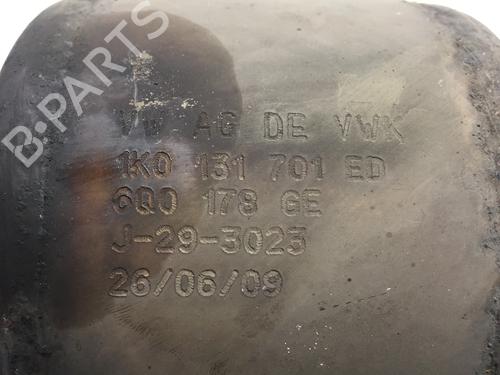 B-PARTS
VW AG DE VWK
1K0 131 701 ED
6Q0 178 GE
J-29-3023
26/06/09